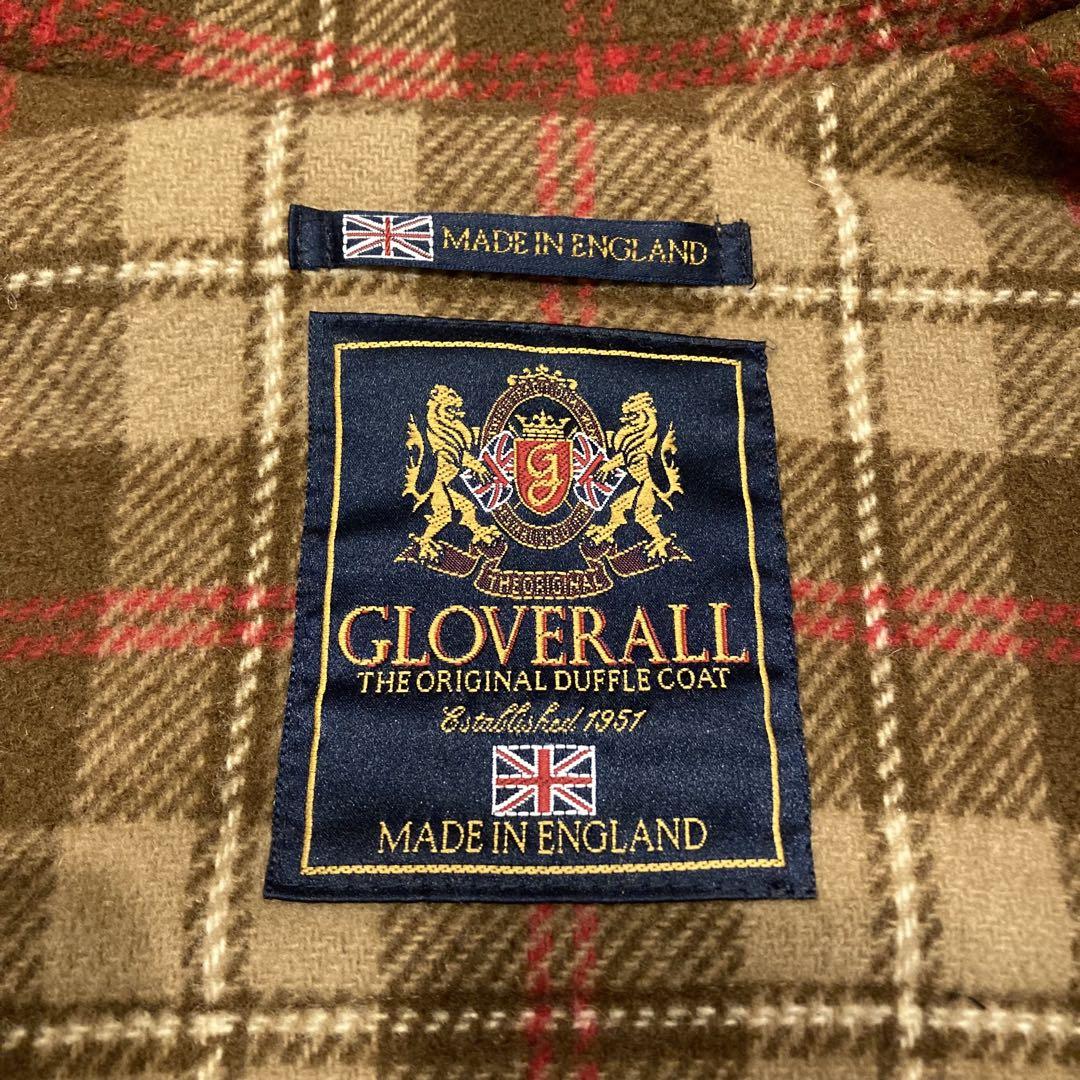 MADE IN ENGLAND
G
THE ORIGINAL
GLOVERALL
THE ORIGINAL DUFFLE COAT
Established 1951
MADE IN ENGLAND